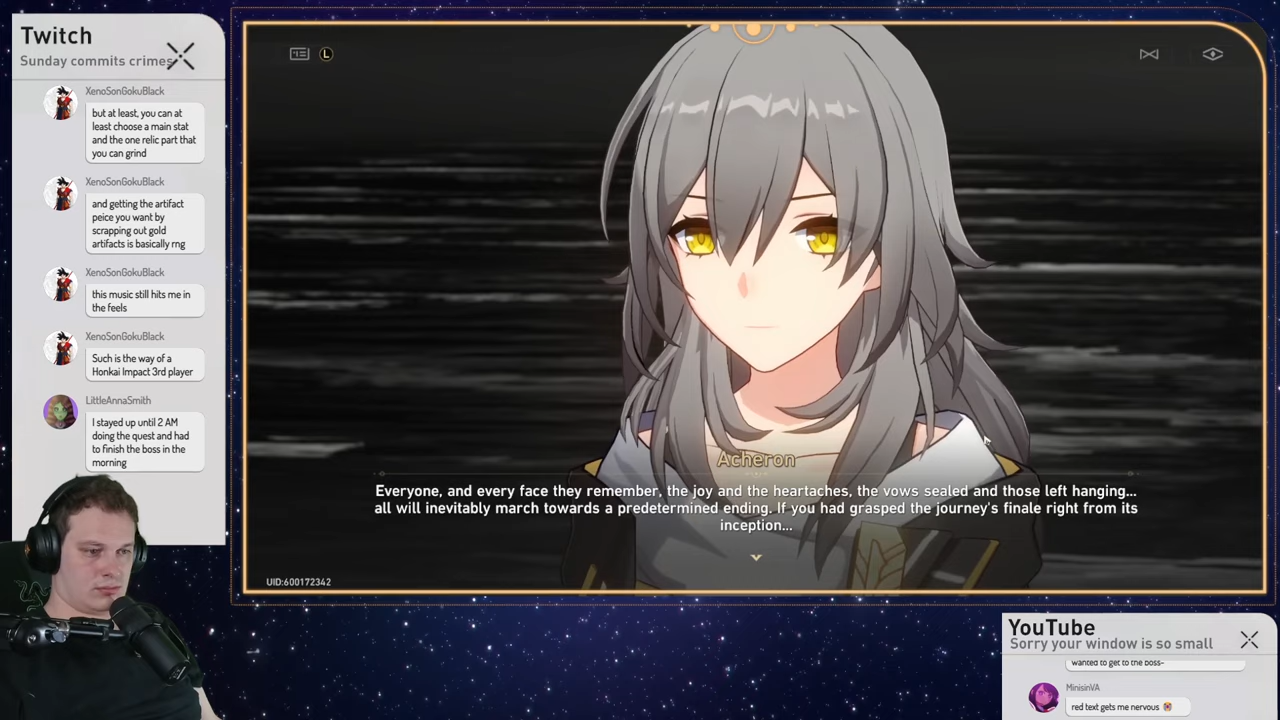 Twitch
Sunday commits crimes
XenoSonGokuBlack
but at least, you can at
least choose a main stat
and the one relic part that
you can grind
XenoSonGokuBlack
and getting the artifact
peice you want by
scrapping out gold
artifacts is basically rng
XenoSonGokuBlack
this music still hits me in
the feels
XenoSonGokuBlack
Such is the way of a
Honkai Impact 3rd player
LittleAnnaSmith
I stayed up until 2 AM
doing the quest and had
to finish the boss in the
morning
L
Acheron
Everyone, and every face they remember, the joy and the heartaches, the vows sealed and those left hanging...
all will inevitably march towards a predetermined ending. If you had grasped the journey's finale right from its
inception...
UID:600172342
YouTube
Sorry your window is so small
wanted to get to the boss-
MinisinVA
red text gets me nervous